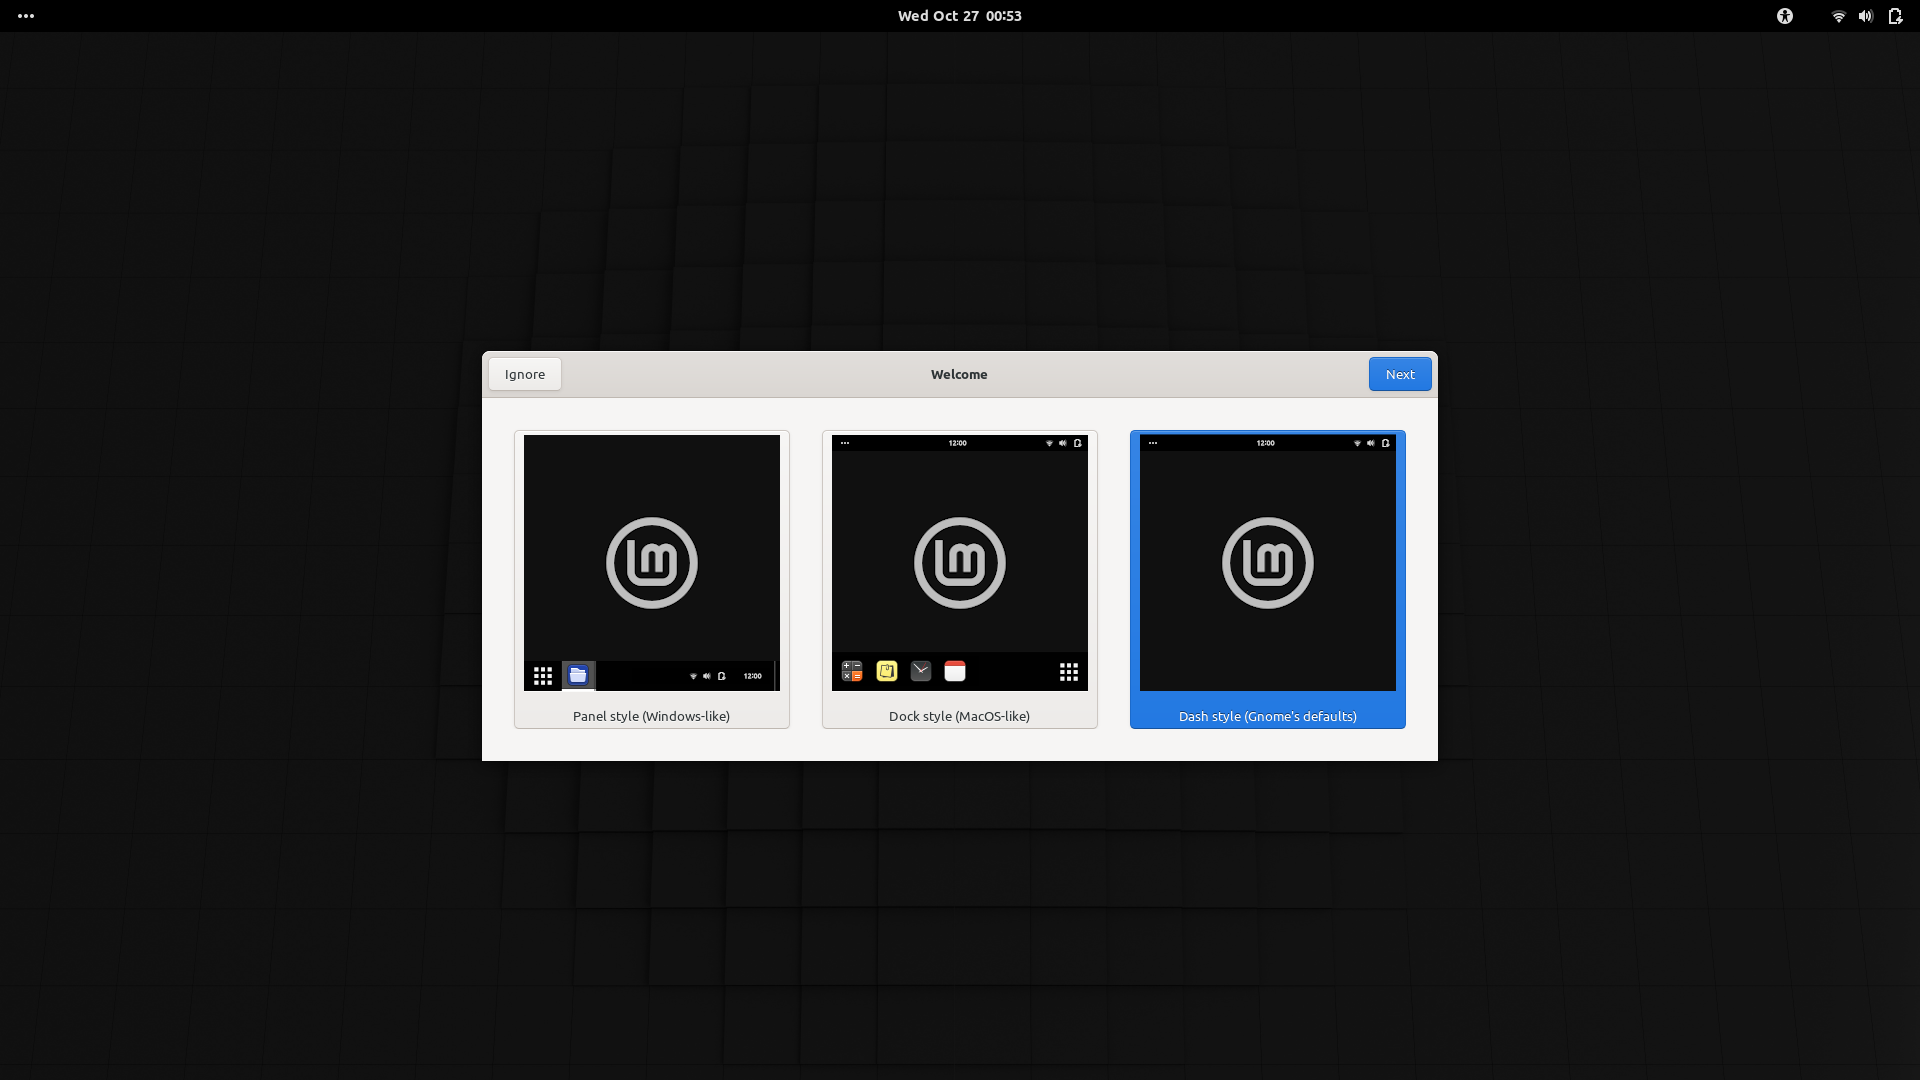 Wed Oct 27 00:53
Ignore
Welcome
Next
12:00
Panel style (Windows-like)
12:00
Dock style (MacOS-like)
12:00
Dash style (Gnome's defaults)